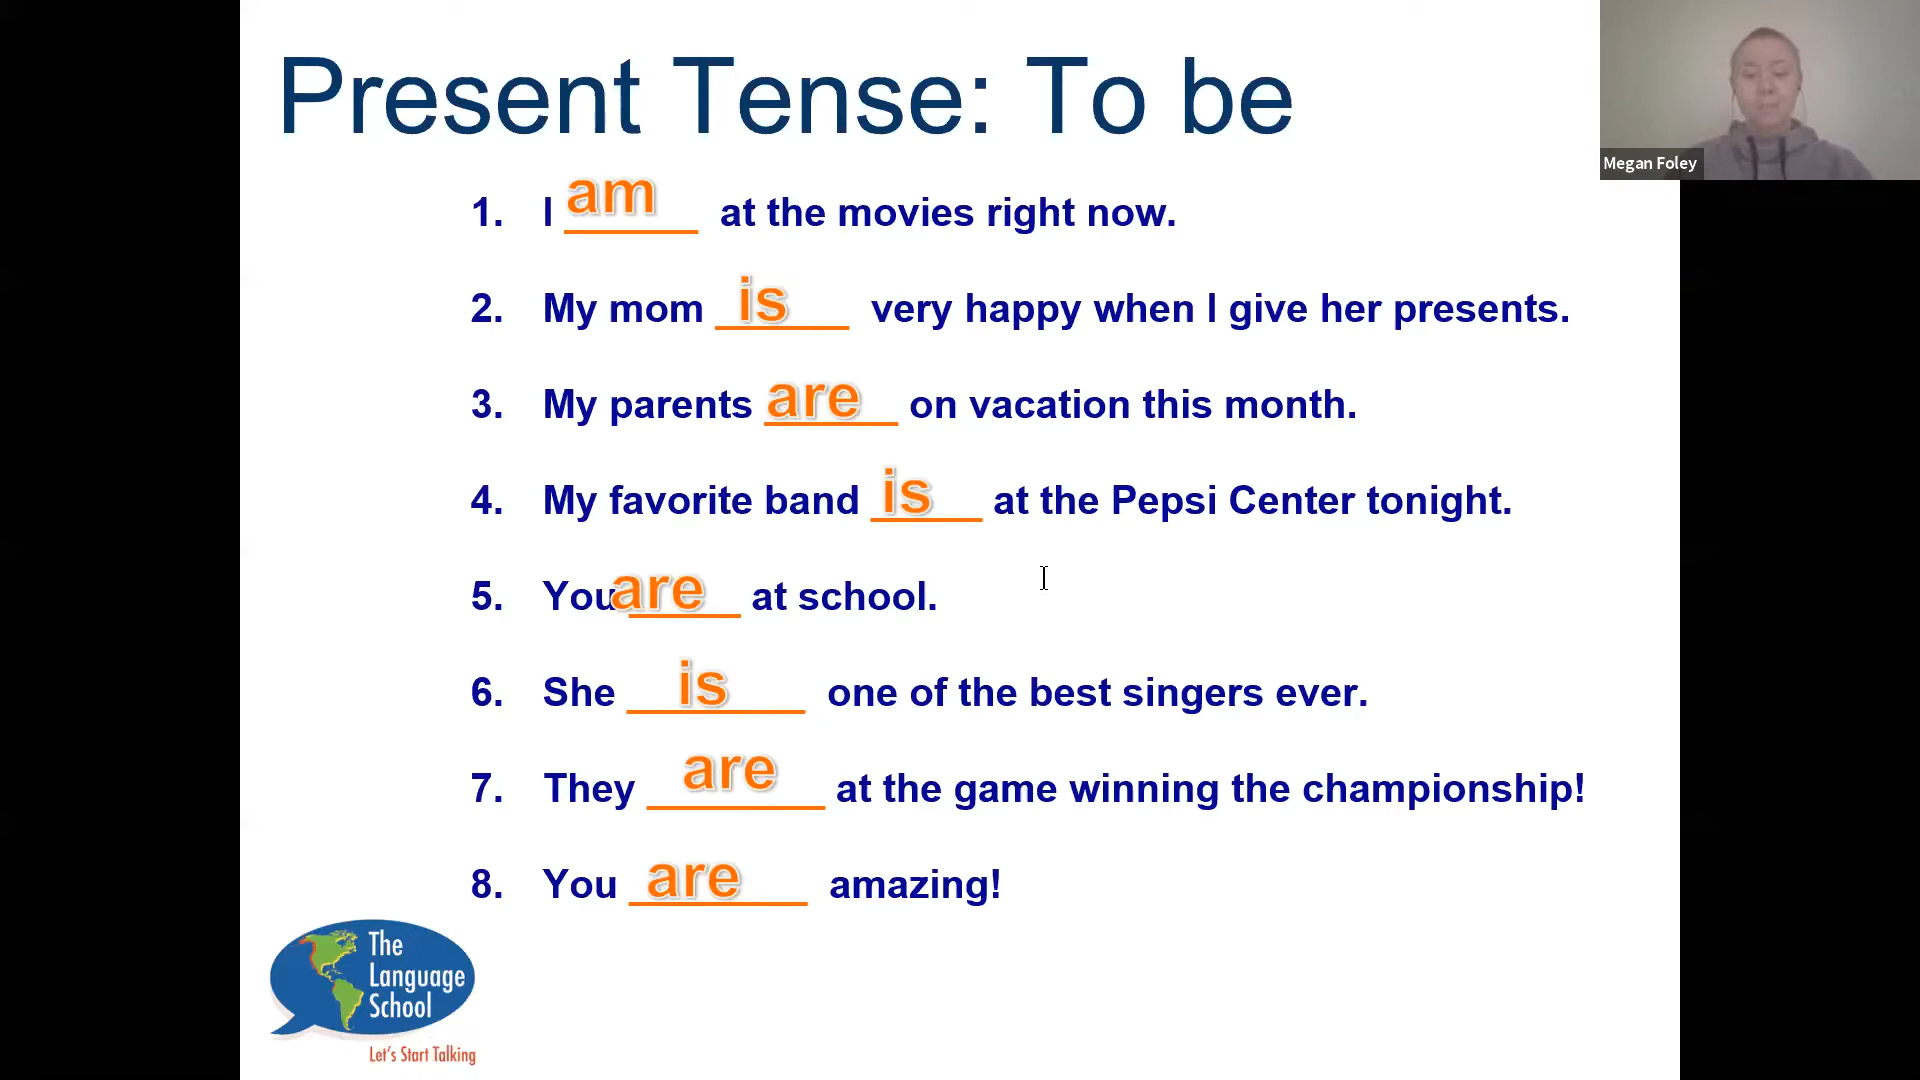 Present Tense: To be
Megan Foley
1. I am at the movies right now.
2. My mom is very happy when I give her presents.
3. My parents are on vacation this month.
4. My favorite band is at the Pepsi Center tonight.
5. You are at school.
6. She is one of the best singers ever.
7. They are at the game winning the championship!
8. You are amazing!
The
Language
School
Let's Start Talking